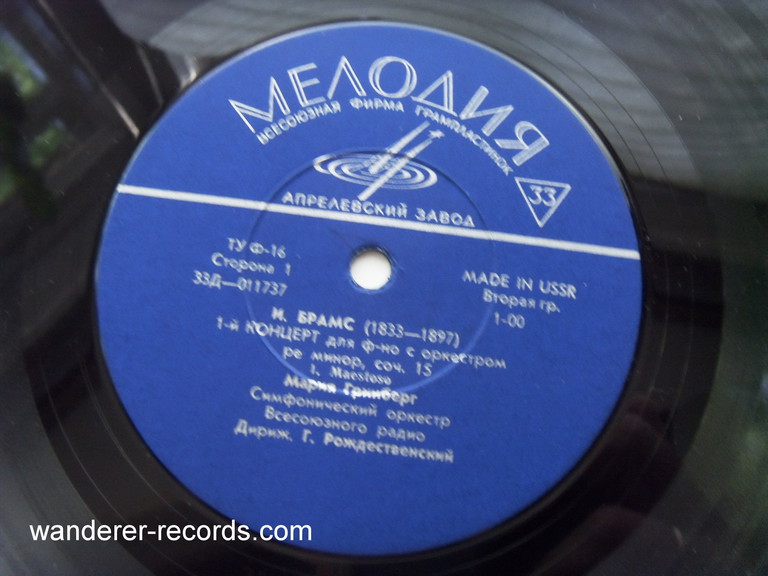 МЕЛОДИЯ
ВСЕСОЮЗНАЯ ФИРМА ГРАМПЛАСТИНОК
33
АПРЕЛЕВСКИЙ ЗАВОД
ТУ Ф-16
Сторона 1
33Д—011737
MADE IN USSR
Вторая гр.
1-00
И. БРАМС (1833—1897)
1-й КОНЦЕРТ для ф-но с оркестром
ре минор, соч. 15
I. Maestoso
Мария Гринберг
Симфонический оркестр
Всесоюзного радио
Дириж. Г. Рождественский
wanderer-records.com